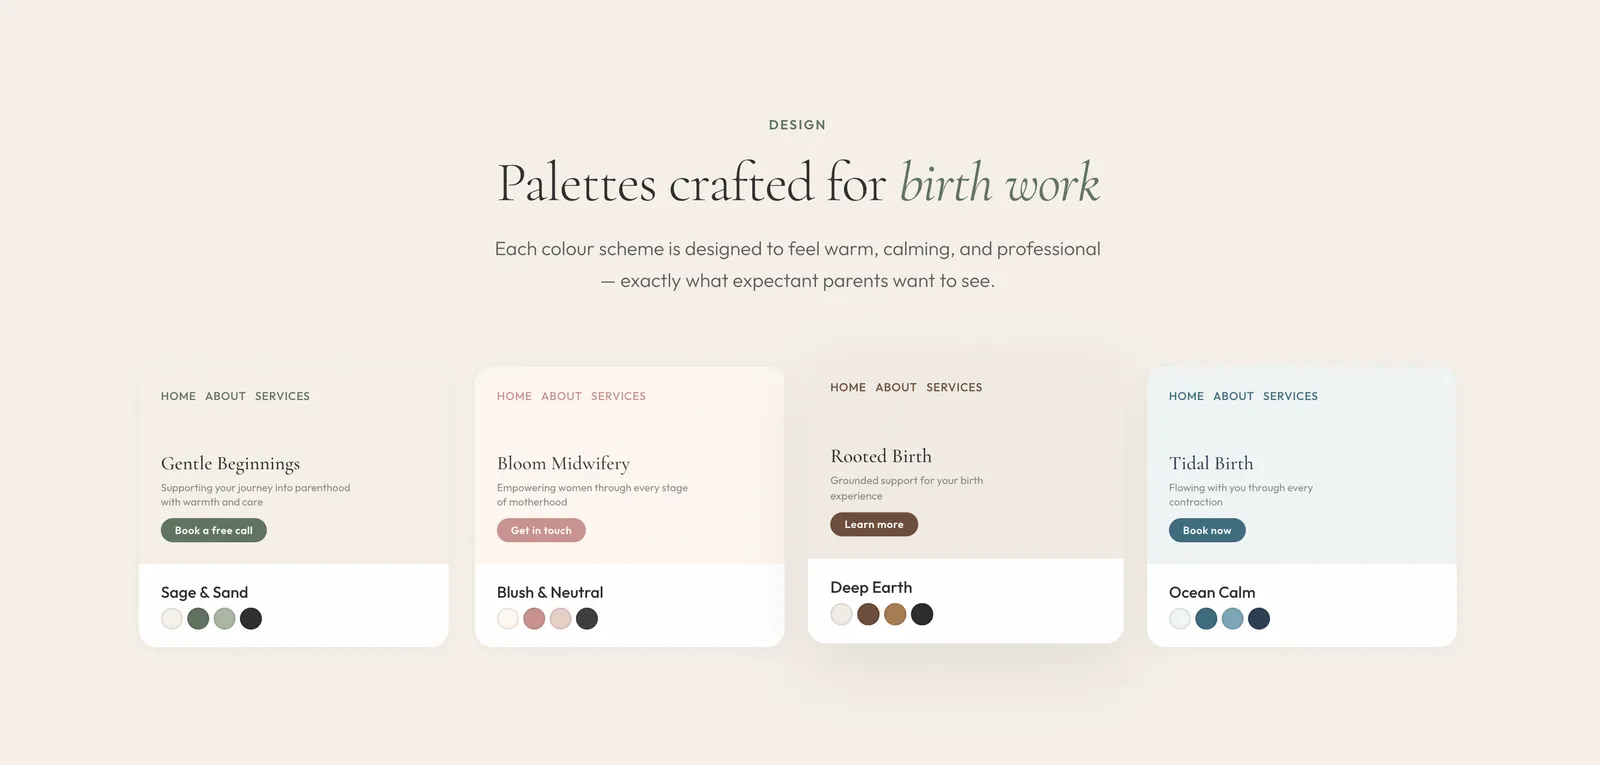 DESIGN
Palettes crafted for birth work
Each colour scheme is designed to feel warm, calming, and professional
— exactly what expectant parents want to see.
HOME ABOUT SERVICES
Gentle Beginnings
Supporting your journey into parenthood
with warmth and care
Book a free call
Sage & Sand
HOME ABOUT SERVICES
Bloom Midwifery
Empowering women through every stage
of motherhood
Get in touch
Blush & Neutral
HOME ABOUT SERVICES
Rooted Birth
Grounded support for your birth
experience
Learn more
Deep Earth
HOME ABOUT SERVICES
Tidal Birth
Flowing with you through every
contraction
Book now
Ocean Calm